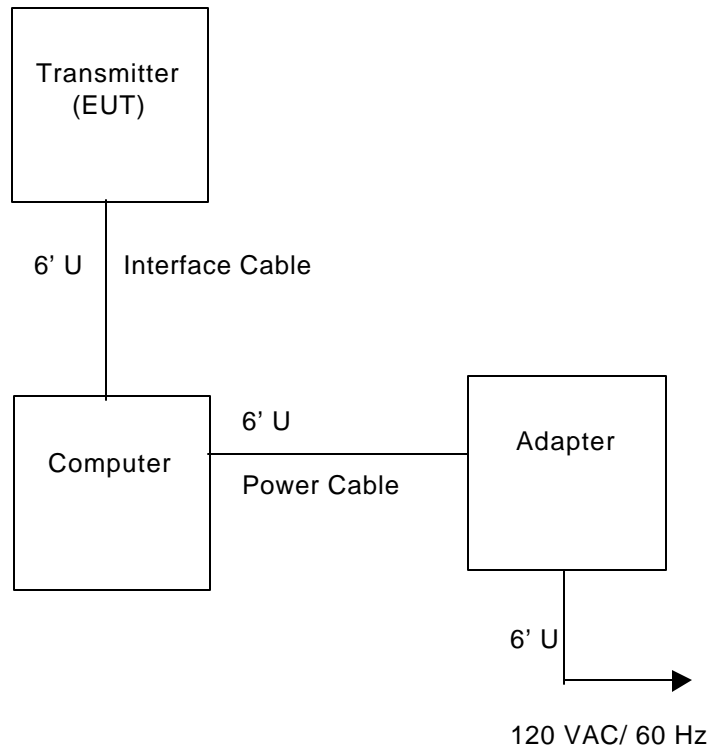 Transmitter
(EUT)
6’ U
Interface Cable
Computer
6’ U
Power Cable
Adapter
6’ U
120 VAC/ 60 Hz